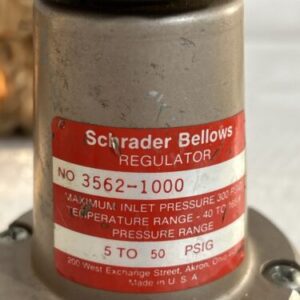 Schrader Bellows
REGULATOR
NO 3562-1000
MAXIMUM INLET PRESSURE 300
TEMPERATURE RANGE - 40 TO
PRESSURE RANGE
5 TO 50 PSIG
200 West Exchange Street, Akron,
Made in U S A